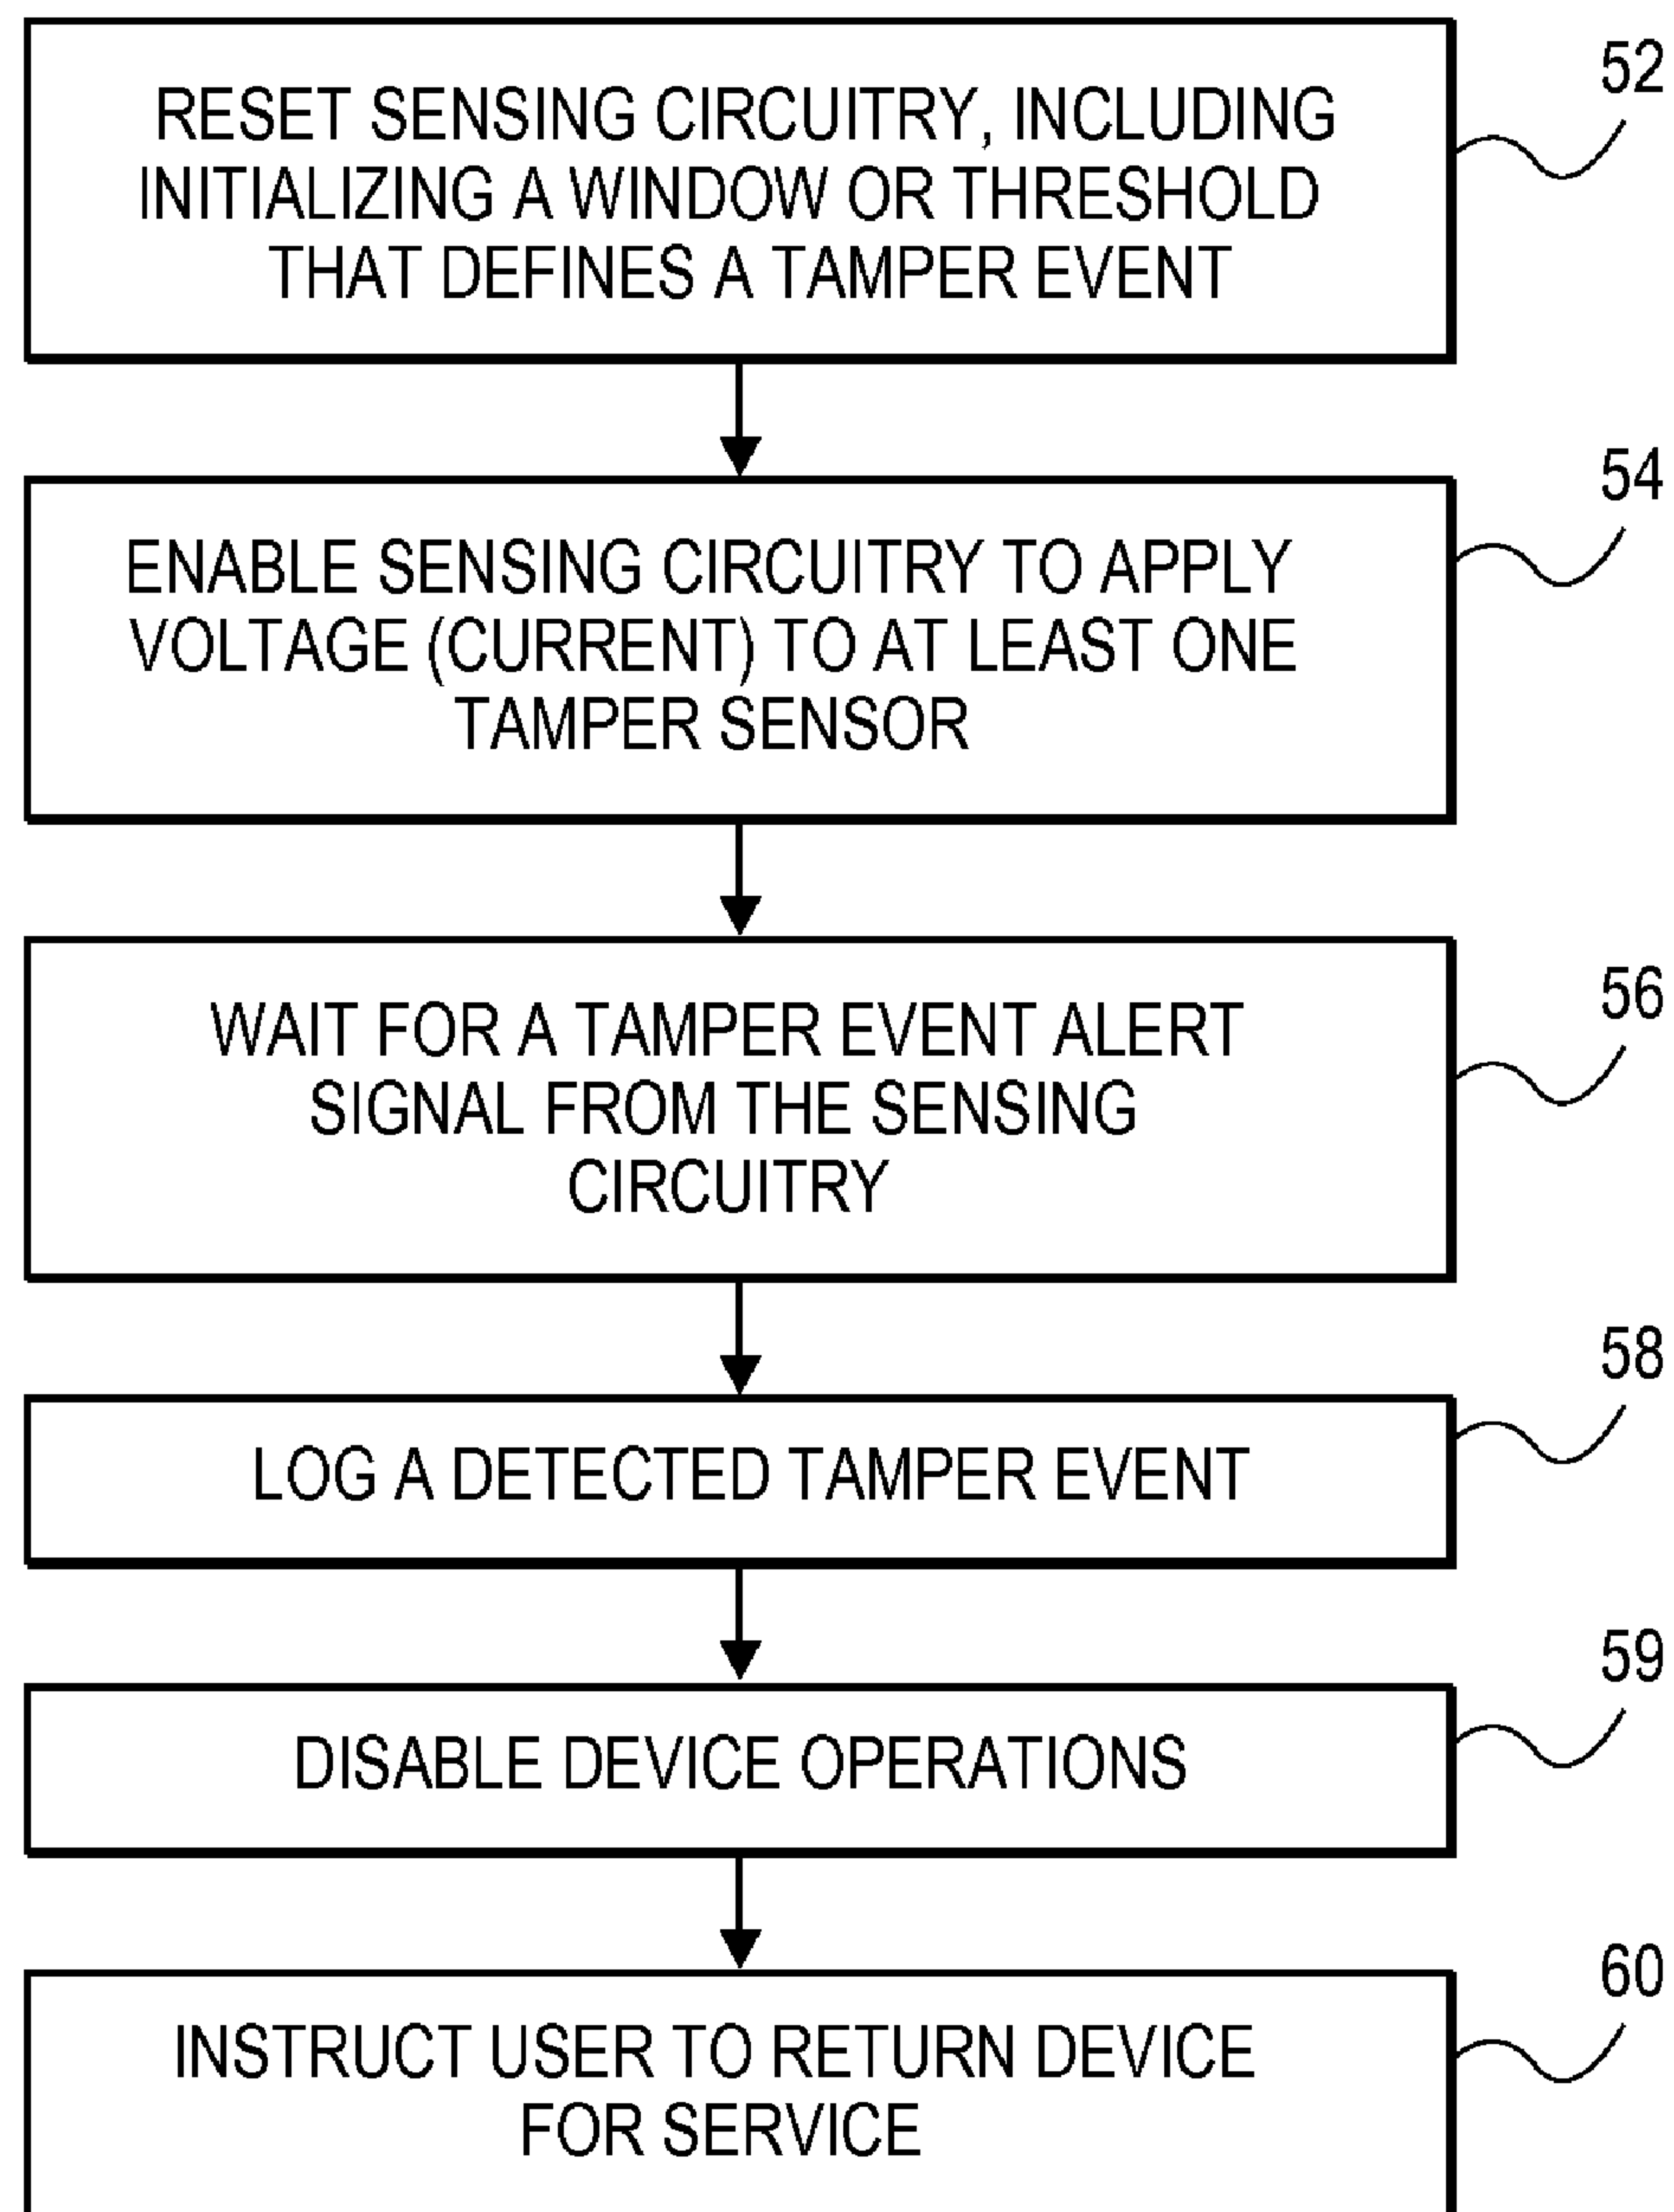 RESET SENSING CIRCUITRY, INCLUDING
INITIALIZING A WINDOW OR THRESHOLD
THAT DEFINES A TAMPER EVENT
52
ENABLE SENSING CIRCUITRY TO APPLY
VOLTAGE (CURRENT) TO AT LEAST ONE
TAMPER SENSOR
54
WAIT FOR A TAMPER EVENT ALERT
SIGNAL FROM THE SENSING
CIRCUITRY
56
LOG A DETECTED TAMPER EVENT
58
DISABLE DEVICE OPERATIONS
59
INSTRUCT USER TO RETURN DEVICE
FOR SERVICE
60